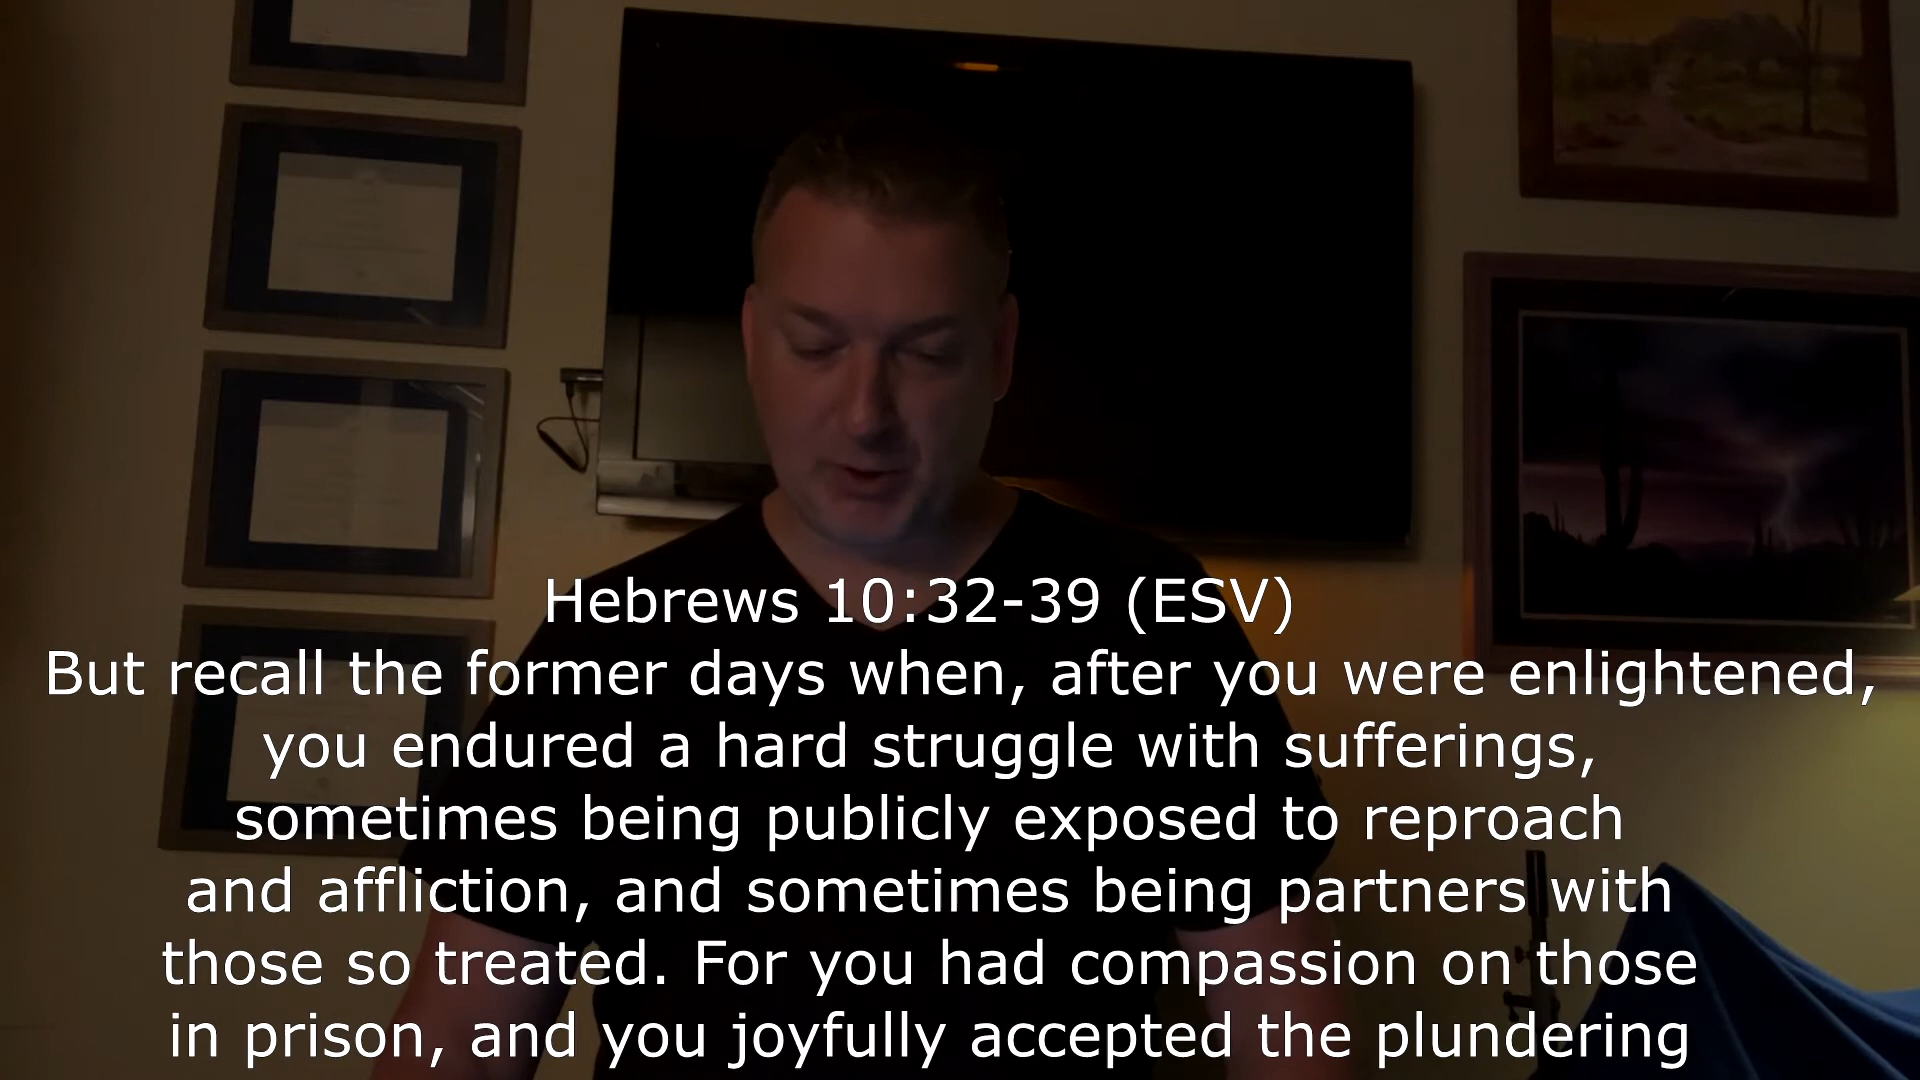 Hebrews 10:32-39 (ESV)
But recall the former days when, after you were enlightened,
you endured a hard struggle with sufferings,
sometimes being publicly exposed to reproach
and affliction, and sometimes being partners with
those so treated. For you had compassion on those
in prison, and you joyfully accepted the plundering